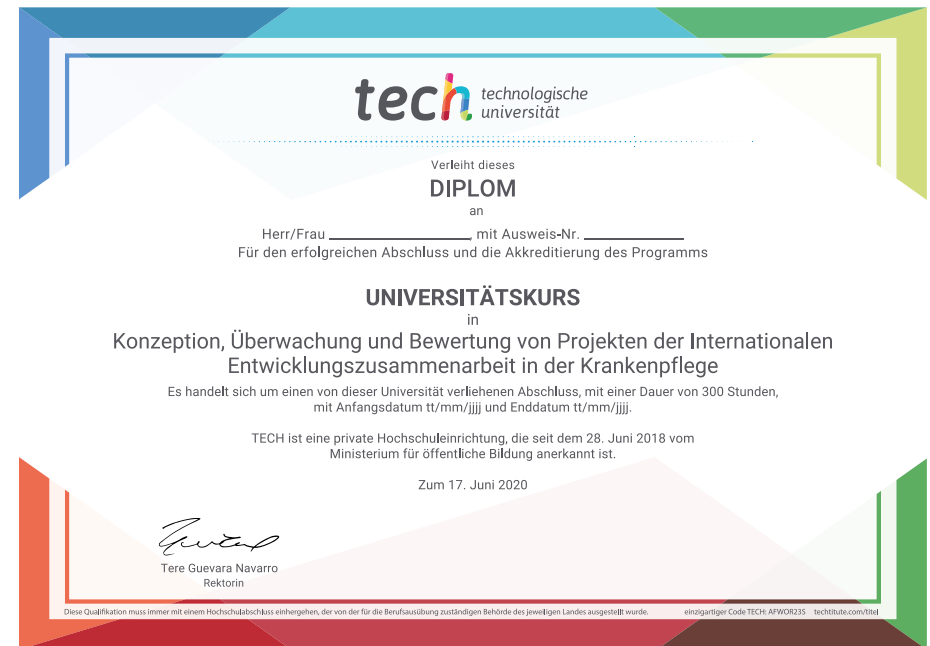 tech technologische
universität
Verleiht dieses
DIPLOM
an
Herr/Frau ____________, mit Ausweis-Nr. ____________
Für den erfolgreichen Abschluss und die Akkreditierung des Programms
UNIVERSITÄTSKURS
in
Konzeption, Überwachung und Bewertung von Projekten der Internationalen
Entwicklungszusammenarbeit in der Krankenpflege
Es handelt sich um einen von dieser Universität verliehenen Abschluss, mit einer Dauer von 300 Stunden,
mit Anfangsdatum tt/mm/jjjj und Enddatum tt/mm/jjjj.
TECH ist eine private Hochschuleinrichtung, die seit dem 28. Juni 2018 vom
Ministerium für öffentliche Bildung anerkannt ist.
Zum 17. Juni 2020
Tere Guevara Navarro
Rektorin
Diese Qualifikation muss immer mit einem Hochschulabschluss einhergehen, der von der für die Berufsausübung zuständigen Behörde des jeweiligen Landes ausgestellt wurde. einzigartiger Code TECH: AFWOR23S techtitute.com/titel